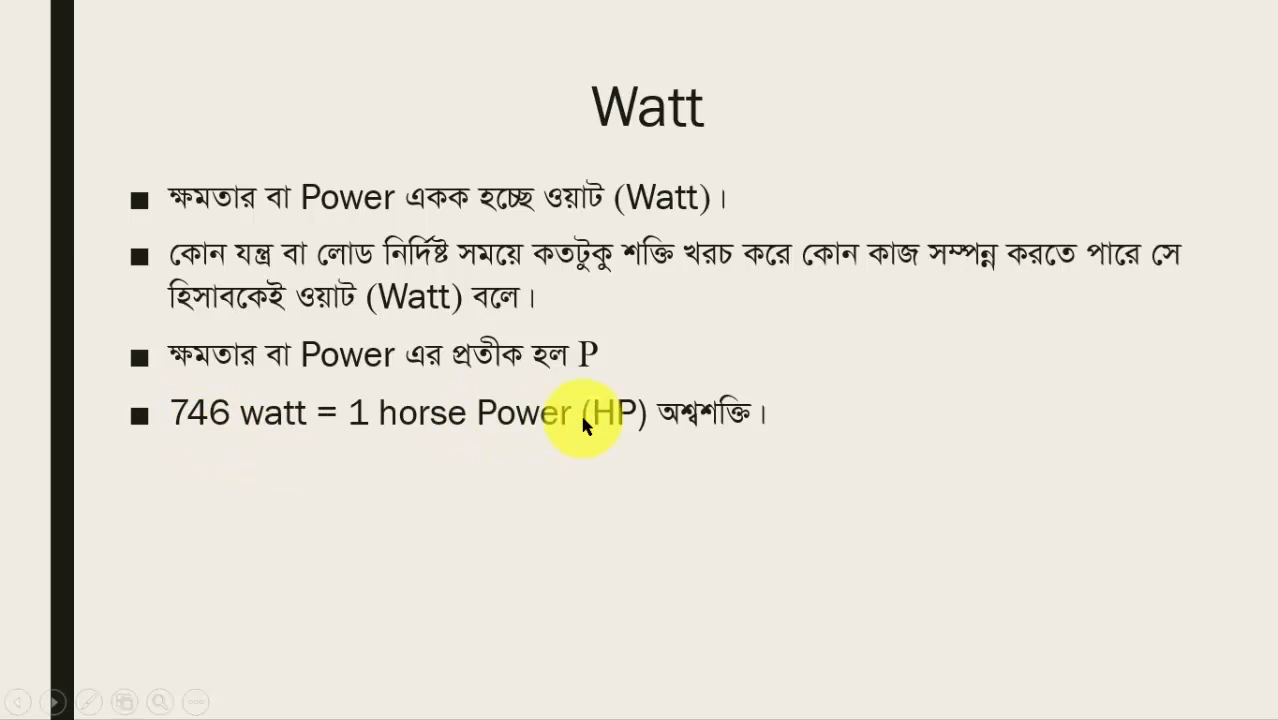 Watt
■ ক্ষমতার বা Power একক হচ্ছে ওয়াট (Watt)।
■ কোন যন্ত্র বা লোড নির্দিষ্ট সময়ে কতটুকু শক্তি খরচ করে কোন কাজ সম্পন্ন করতে পারে সে
হিসাবকেই ওয়াট (Watt) বলে।
■ ক্ষমতার বা Power এর প্রতীক হল P
■ 746 watt = 1 horse Power (HP) অশ্বশক্তি।